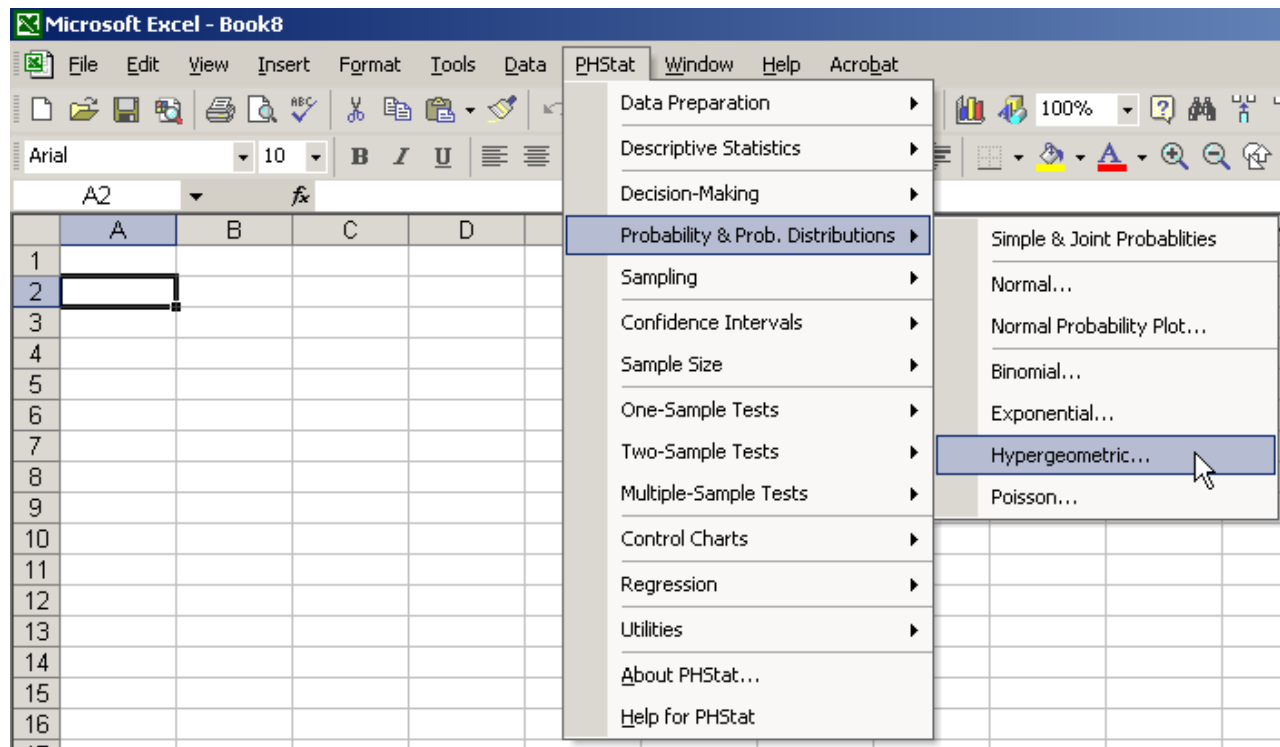 Microsoft Excel - Book8
File Edit View Insert Format Tools Data PHStat Window Help Acrobat
ABC 100%
Arial 10 B I U A
A2 fx
A B C D
1
2
3
4
5
6
7
8
9
10
11
12
13
14
15
16
Data Preparation
Descriptive Statistics
Decision-Making
Probability & Prob. Distributions
Sampling
Confidence Intervals
Sample Size
One-Sample Tests
Two-Sample Tests
Multiple-Sample Tests
Control Charts
Regression
Utilities
About PHStat...
Help for PHStat
Simple & Joint Probablities
Normal...
Normal Probability Plot...
Binomial...
Exponential...
Hypergeometric...
Poisson...